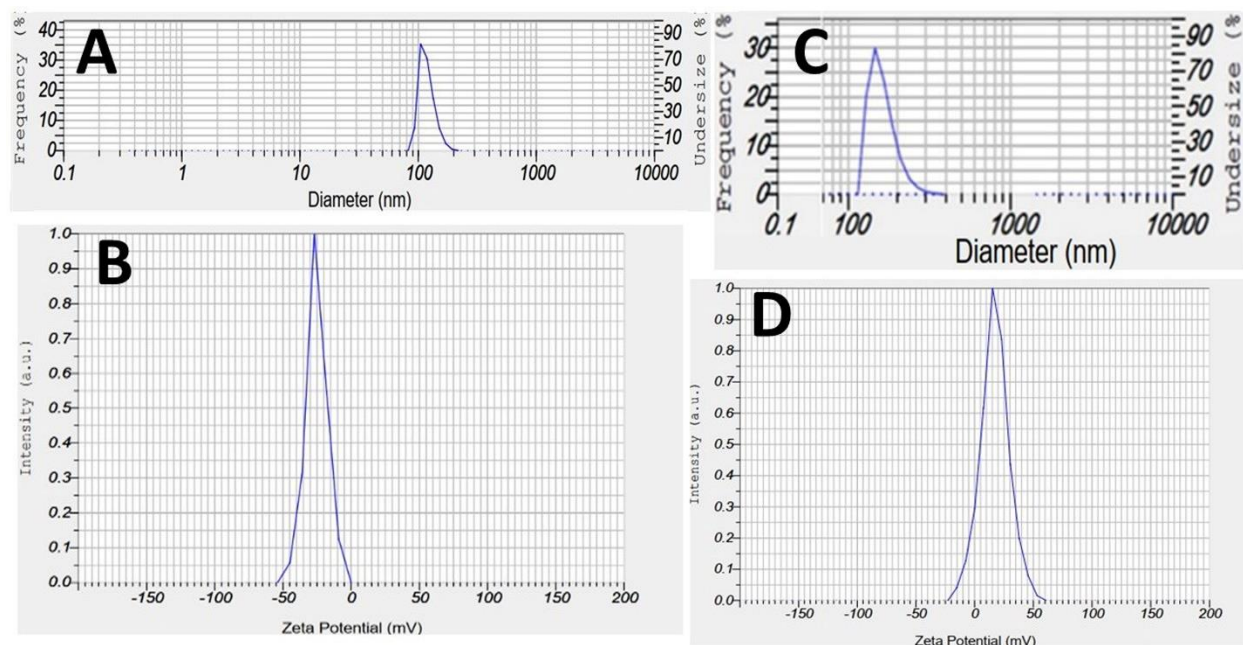 A
Frequency (%
40
30
20
10
0
Undersize (%
90
70
50
30
10
0.1 1 10 100 1000 10000
Diameter (nm)
C
Frequency (%
30
20
10
0
Undersize (%
90
70
50
30
10
0.1 100 1000 10000
Diameter (nm)
B
Intensity (a.u.)
1.0
0.9
0.8
0.7
0.6
0.5
0.4
0.3
0.2
0.1
0.0
-150 -100 -50 0 50 100 150 200
Zeta Potential (mV)
D
Intensity (a.u.)
1.0
0.9
0.8
0.7
0.6
0.5
0.4
0.3
0.2
0.1
0.0
-150 -100 -50 0 50 100 150 200
Zeta Potential (mV)